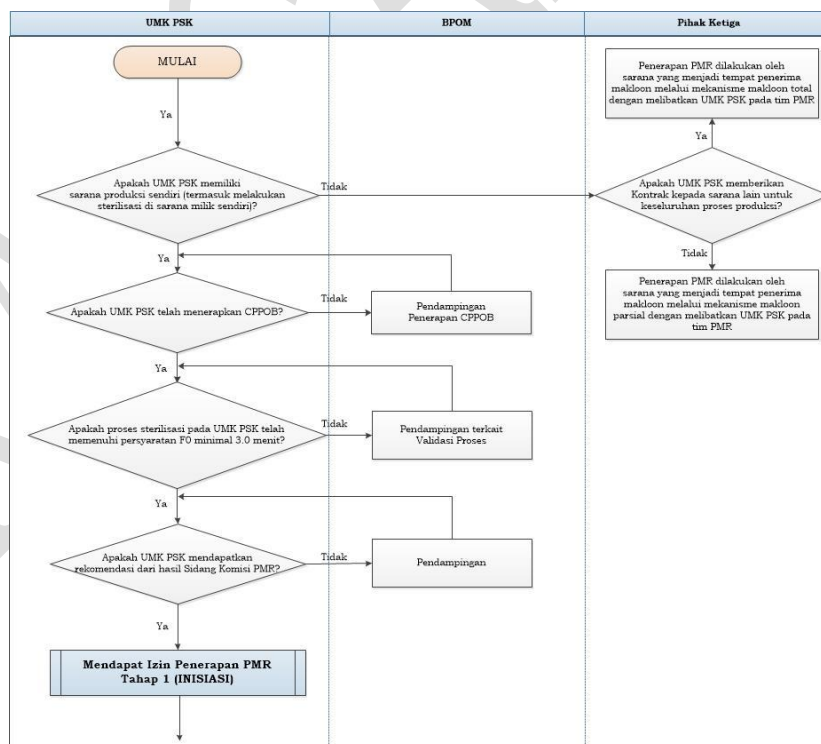 UMK PSK
BPOM
Pihak Ketiga
MULAI
Penerapan PMR dilakukan oleh
sarana yang menjadi tempat penerima
makloon melalui mekanisme makloon total
dengan melibatkan UMK PSK pada tim PMR
Ya
Ya
Apakah UMK PSK memiliki
sarana produksi sendiri (termasuk melakukan
sterilisasi di sarana milik sendiri)?
Tidak
Apakah UMK PSK memberikan
Kontrak kepada sarana lain untuk
keseluruhan proses produksi?
Ya
Tidak
Apakah UMK PSK telah menerapkan CPPOB?
Tidak
Pendampingan
Penerapan CPPOB
Penerapan PMR dilakukan oleh
sarana yang menjadi tempat penerima
makloon melalui mekanisme makloon
parsial dengan melibatkan UMK PSK pada
tim PMR
Ya
Apakah proses sterilisasi pada UMK PSK telah
memenuhi persyaratan F0 minimal 3.0 menit?
Tidak
Pendampingan terkait
Validasi Proses
Ya
Apakah UMK PSK mendapatkan
rekomendasi dari hasil Sidang Komisi PMR?
Tidak
Pendampingan
Ya
Mendapat Izin Penerapan PMR
Tahap 1 (INISIASI)